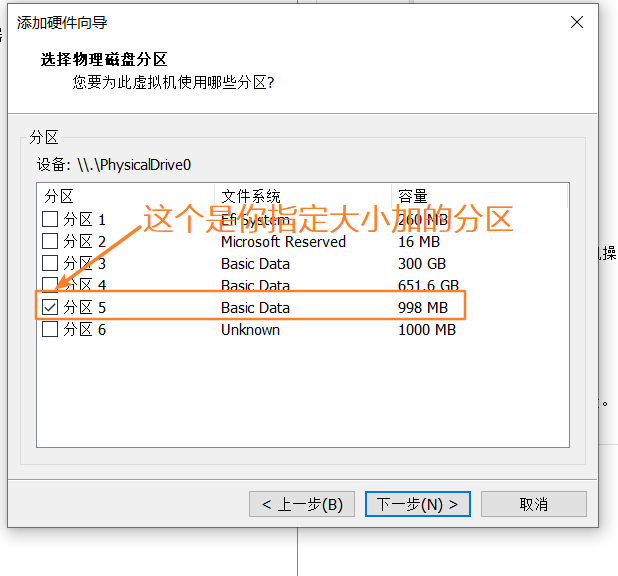 添加硬件向导
选择物理磁盘分区
您要为此虚拟机使用哪些分区?
分区
设备: \\.\PhysicalDrive0
分区 文件系统 容量
这个是你指定大小加的分区
分区 1 Efi System 260 MB
分区 2 Microsoft Reserved 16 MB
分区 3 Basic Data 300 GB
分区 4 Basic Data 651.6 GB
分区 5 Basic Data 998 MB
分区 6 Unknown 1000 MB
< 上一步(B) 下一步(N) > 取消
操
。